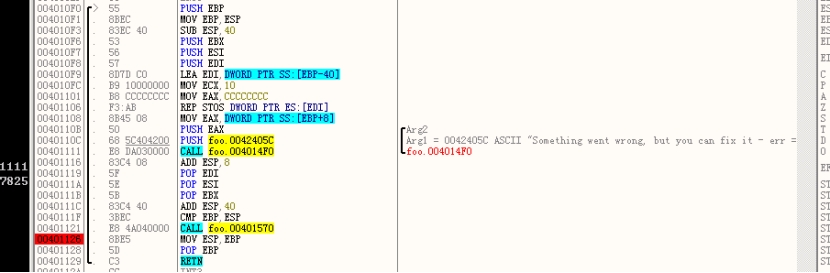 004010F0 55 PUSH EBP
004010F1 8BEC MOV EBP,ESP
004010F3 83EC 40 SUB ESP,40
004010F6 53 PUSH EBX
004010F7 56 PUSH ESI
004010F8 57 PUSH EDI
004010F9 8D7D C0 LEA EDI,DWORD PTR SS:[EBP-40]
004010FC B9 10000000 MOV ECX,10
00401101 B8 CCCCCCCC MOV EAX,CCCCCCCC
00401106 F3:AB REP STOS DWORD PTR ES:[EDI]
00401108 8B45 08 MOV EAX,DWORD PTR SS:[EBP+8]
0040110B 50 PUSH EAX Arg2
0040110C 68 5C404200 PUSH foo.0042405C Arg1 = 0042405C ASCII "Something went wrong, but you can fix it - err =
00401111 E8 DA030000 CALL foo.004014F0 foo.004014F0
1111
00401116 83C4 08 ADD ESP,8
00401119 5F POP EDI
7825
0040111A 5E POP ESI
0040111B 5B POP EBX
0040111C 83C4 40 ADD ESP,40
0040111F 3BEC CMP EBP,ESP
00401121 E8 4A040000 CALL foo.00401570
00401126 8BE5 MOV ESP,EBP
00401128 5D POP EBP
00401129 C3 RETN
0040112A CC INT3